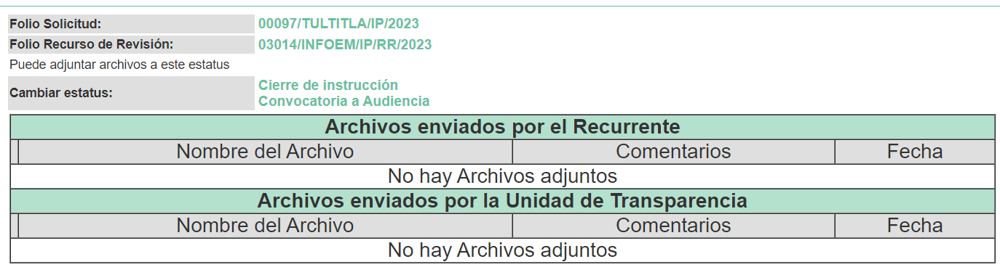 Folio Solicitud: 00097/TULTITLA/IP/2023
Folio Recurso de Revisión: 03014/INFOEM/IP/RR/2023
Puede adjuntar archivos a este estatus
Cambiar estatus: Cierre de instrucción
Convocatoria a Audiencia
Archivos enviados por el Recurrente
Nombre del Archivo Comentarios Fecha
No hay Archivos adjuntos
Archivos enviados por la Unidad de Transparencia
Nombre del Archivo Comentarios Fecha
No hay Archivos adjuntos